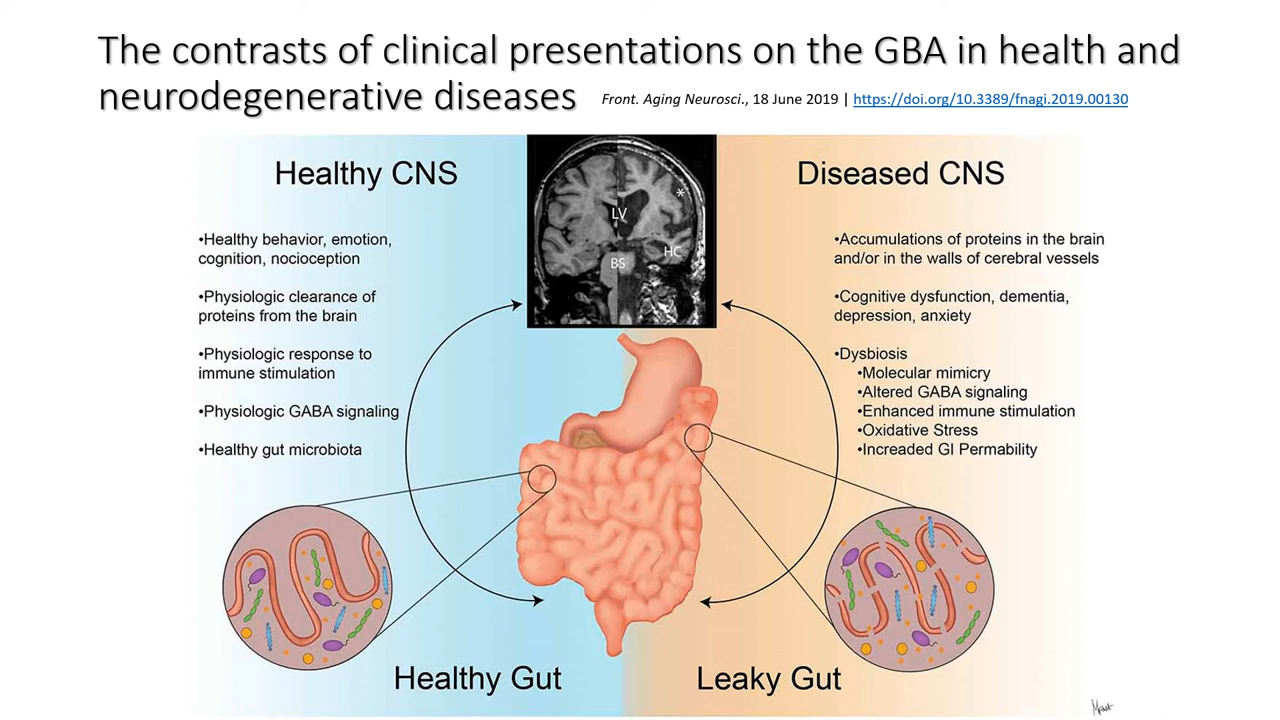 The contrasts of clinical presentations on the GBA in health and
neurodegenerative diseases Front. Aging Neurosci., 18 June 2019 | https://doi.org/10.3389/fnagi.2019.00130
Healthy CNS
•Healthy behavior, emotion,
cognition, nocioception
•Physiologic clearance of
proteins from the brain
•Physiologic response to
immune stimulation
•Physiologic GABA signaling
•Healthy gut microbiota
*
LV
HC
BS
Diseased CNS
•Accumulations of proteins in the brain
and/or in the walls of cerebral vessels
•Cognitive dysfunction, dementia,
depression, anxiety
•Dysbiosis
•Molecular mimicry
•Altered GABA signaling
•Enhanced immune stimulation
•Oxidative Stress
•Increaded GI Permability
Healthy Gut
Leaky Gut